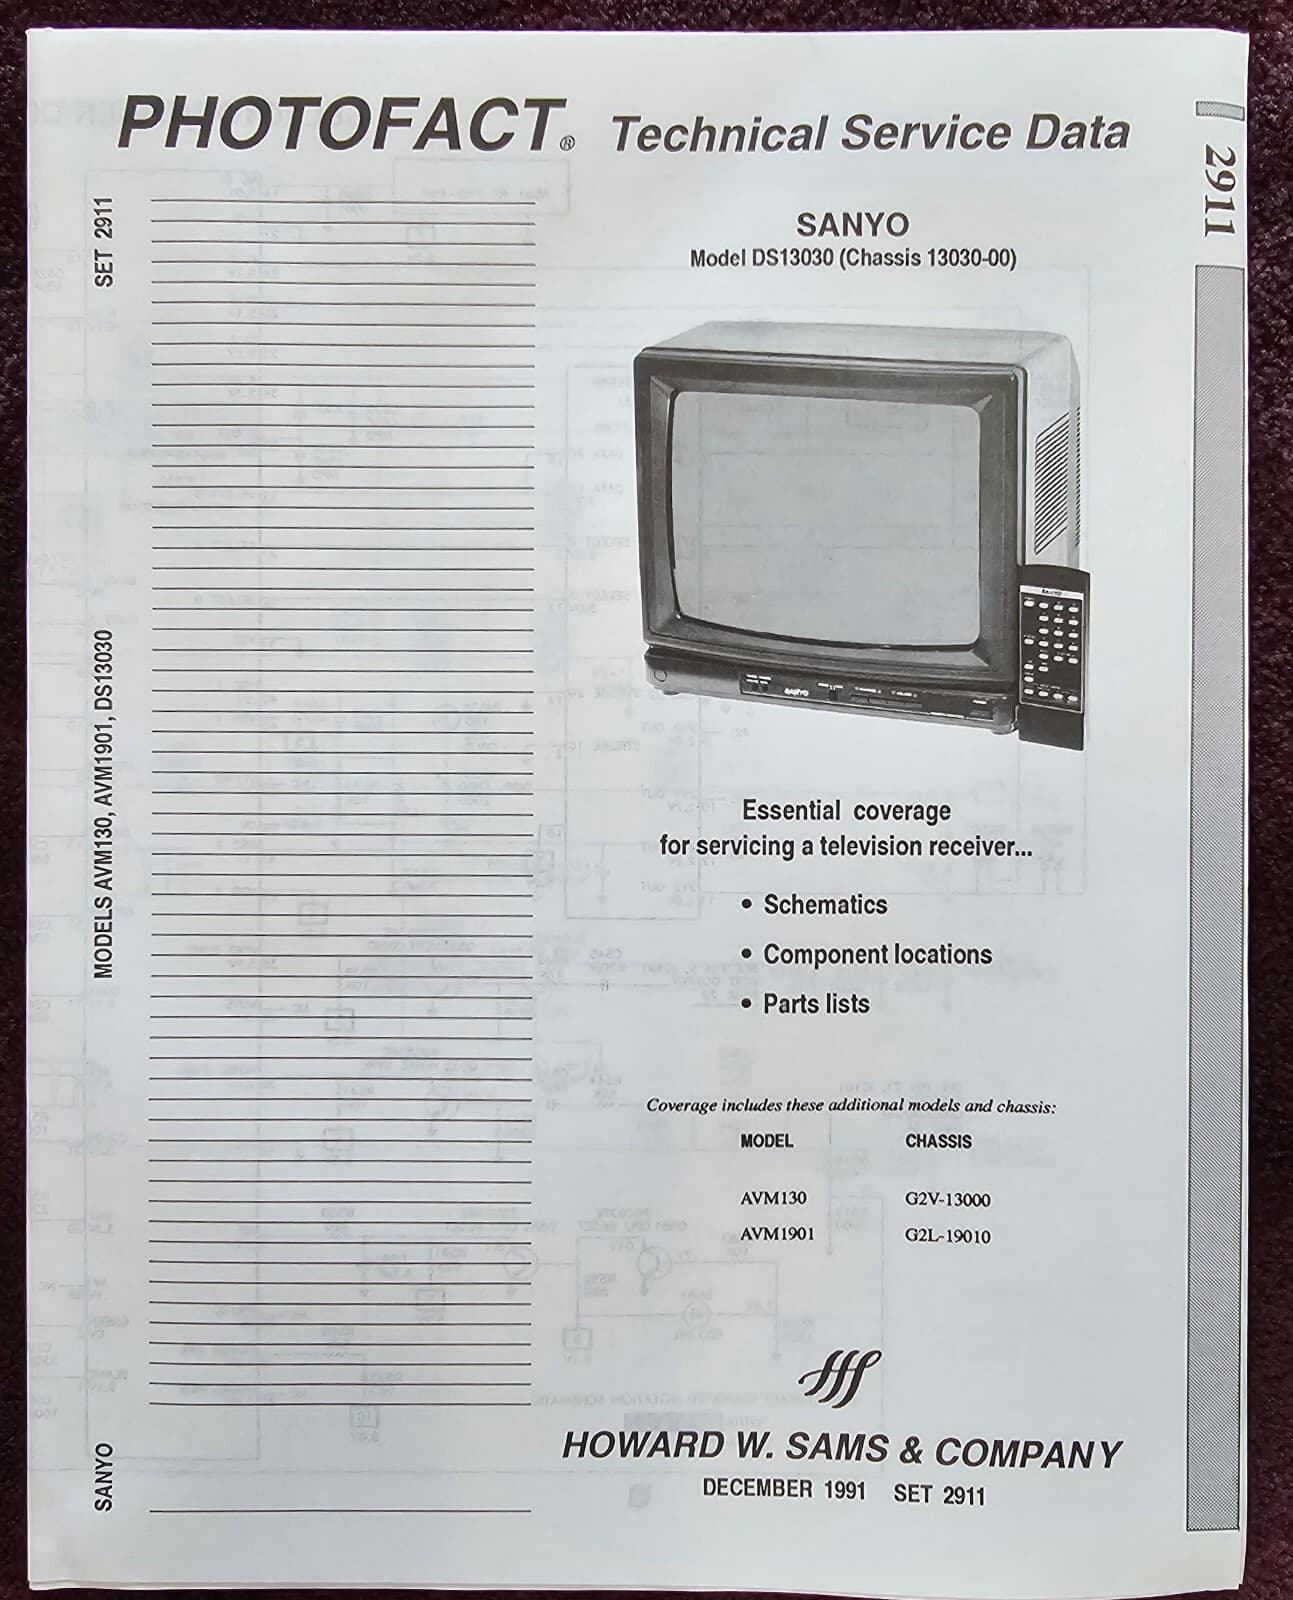 PHOTOFACT® Technical Service Data
2911
SET 2911
MODELS AVM130, AVM1901, DS13030
SANYO
SANYO
Model DS13030 (Chassis 13030-00)
SANYO
SANYO
Essential coverage
for servicing a television receiver...
• Schematics
• Component locations
• Parts lists
Coverage includes these additional models and chassis:
MODEL CHASSIS
AVM130 G2V-13000
AVM1901 G2L-19010
HOWARD W. SAMS & COMPANY
DECEMBER 1991 SET 2911